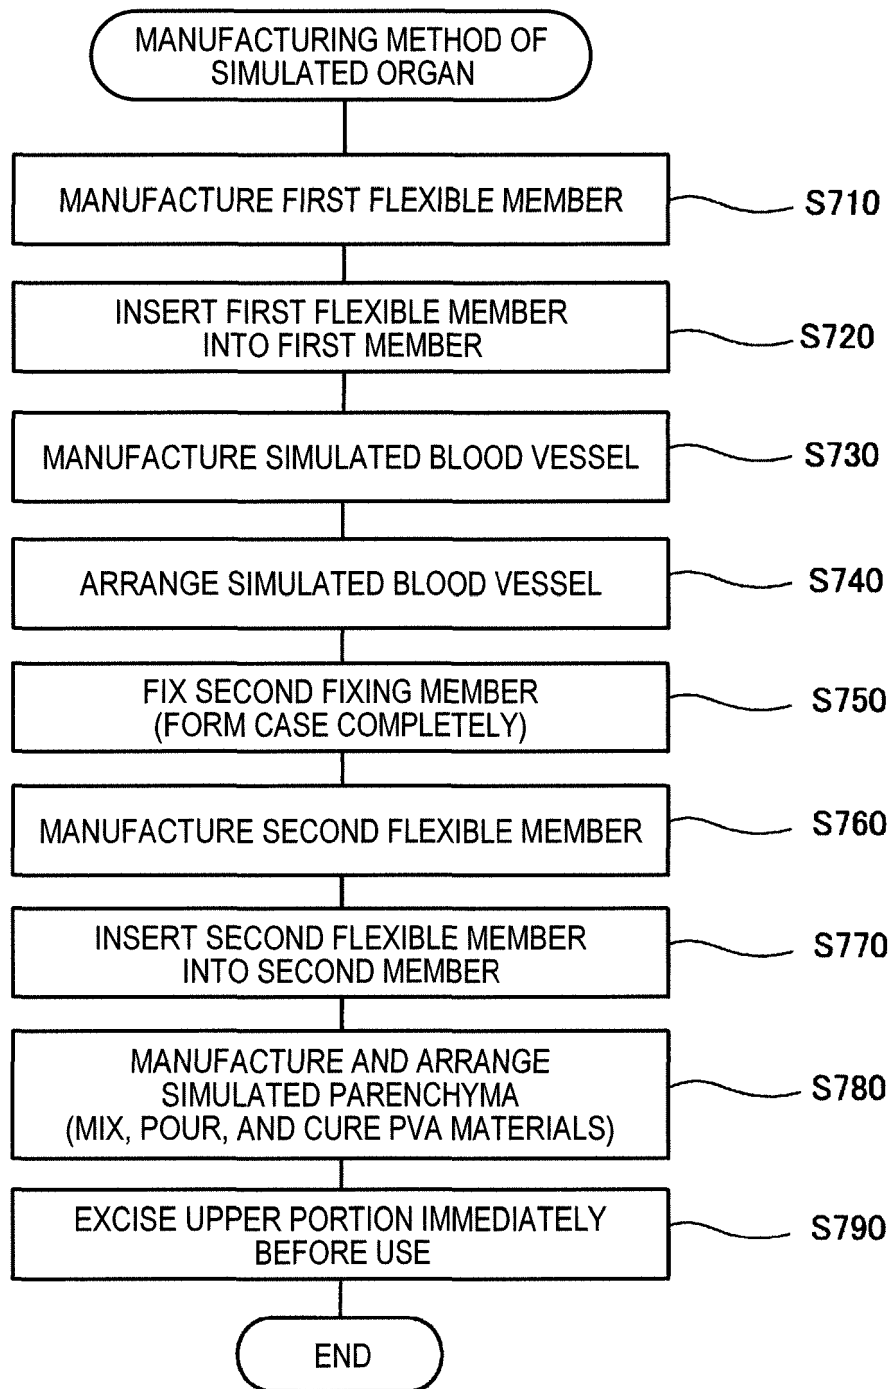 MANUFACTURING METHOD OF
SIMULATED ORGAN
MANUFACTURE FIRST FLEXIBLE MEMBER
S710
INSERT FIRST FLEXIBLE MEMBER
INTO FIRST MEMBER
S720
MANUFACTURE SIMULATED BLOOD VESSEL
S730
ARRANGE SIMULATED BLOOD VESSEL
S740
FIX SECOND FIXING MEMBER
(FORM CASE COMPLETELY)
S750
MANUFACTURE SECOND FLEXIBLE MEMBER
S760
INSERT SECOND FLEXIBLE MEMBER
INTO SECOND MEMBER
S770
MANUFACTURE AND ARRANGE
SIMULATED PARENCHYMA
(MIX, POUR, AND CURE PVA MATERIALS)
S780
EXCISE UPPER PORTION IMMEDIATELY
BEFORE USE
S790
END